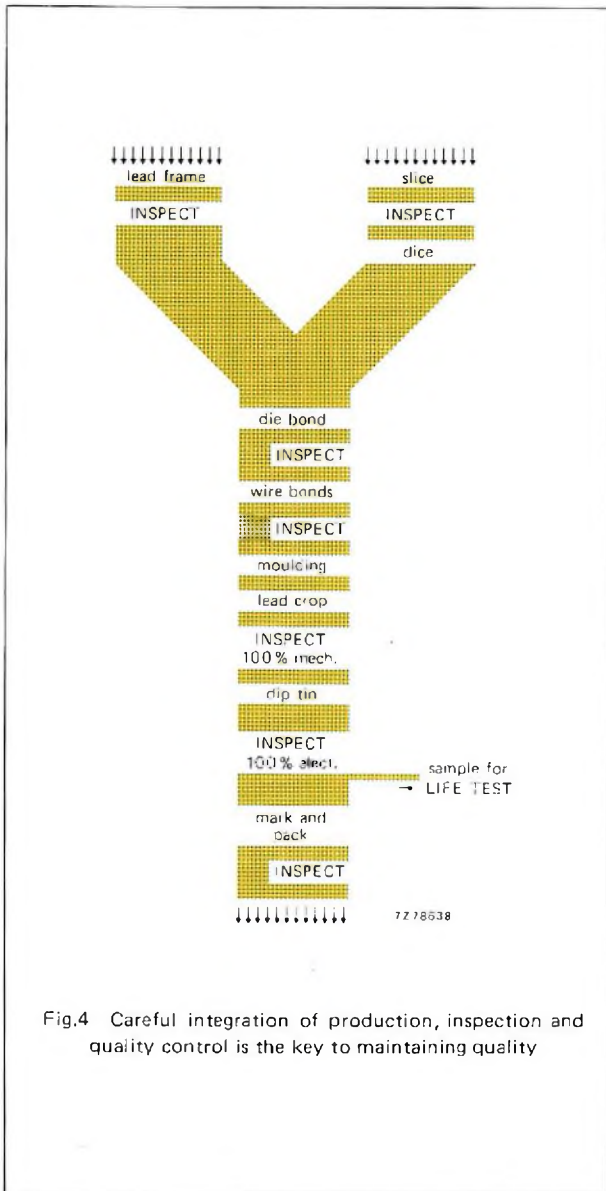 lead frame
INSPECT
slice
INSPECT
dice
die bond
INSPECT
wire bonds
INSPECT
moulding
lead crop
INSPECT
100% mech.
dip tin
INSPECT
100% elect.
sample for
LIFE TEST
mark and
pack
INSPECT
7Z78638
Fig.4 Careful integration of production, inspection and
quality control is the key to maintaining quality